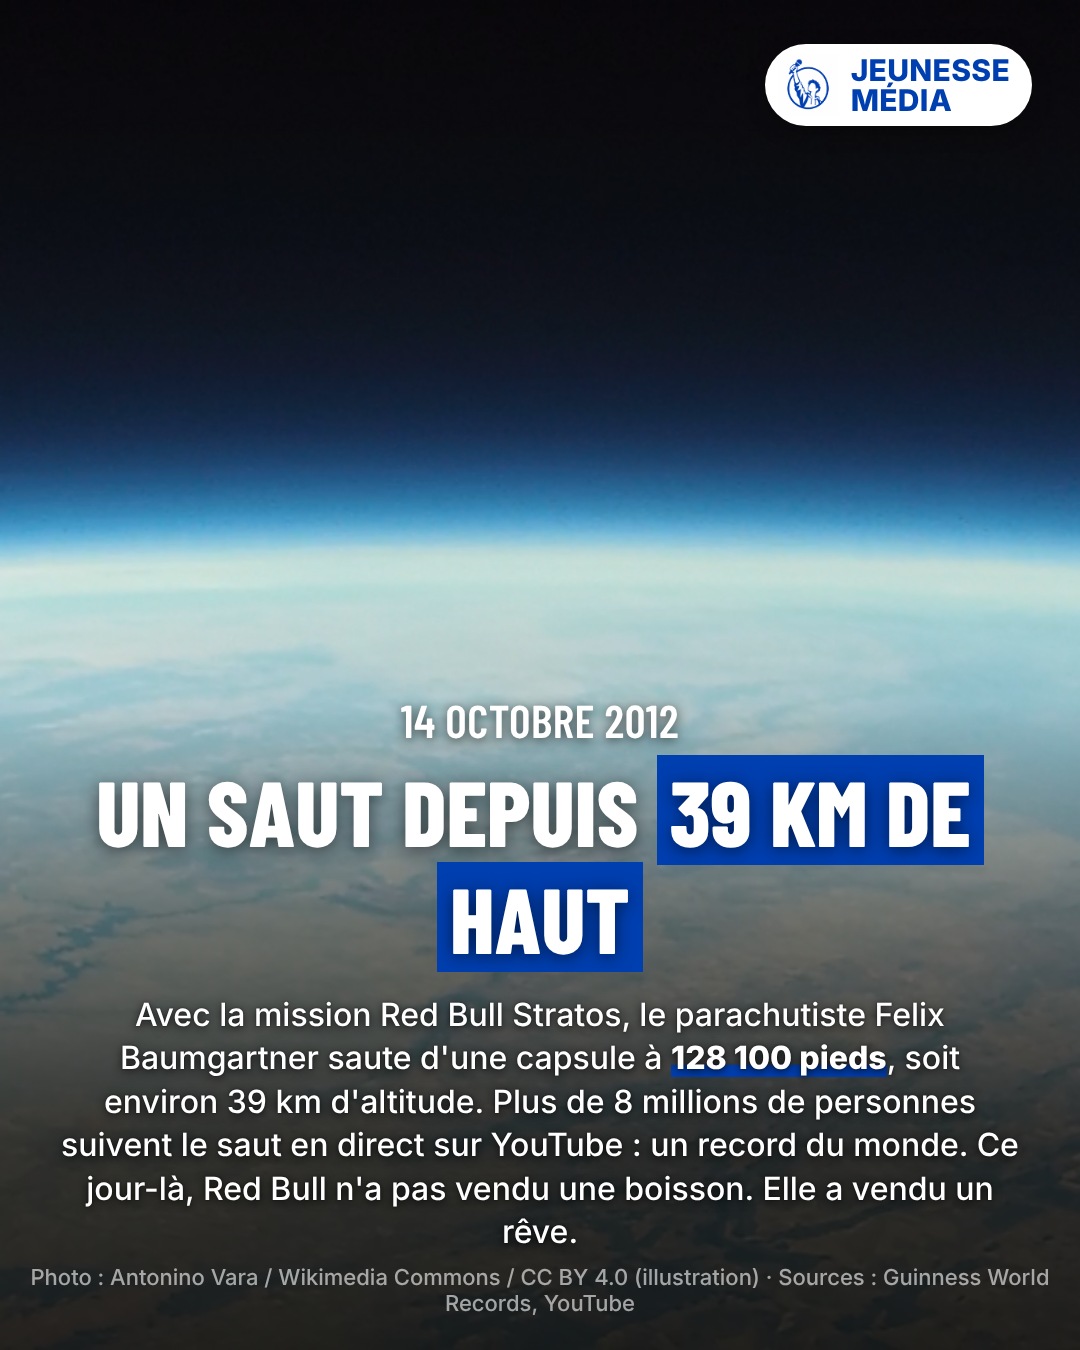 JEUNESSE
MÉDIA
14 OCTOBRE 2012
UN SAUT DEPUIS 39 KM DE
HAUT
Avec la mission Red Bull Stratos, le parachutiste Felix
Baumgartner saute d'une capsule à 128 100 pieds, soit
environ 39 km d'altitude. Plus de 8 millions de personnes
suivent le saut en direct sur YouTube : un record du monde. Ce
jour-là, Red Bull n'a pas vendu une boisson. Elle a vendu un
rêve.
Photo : Antonino Vara / Wikimedia Commons / CC BY 4.0 (illustration) · Sources : Guinness World
Records, YouTube